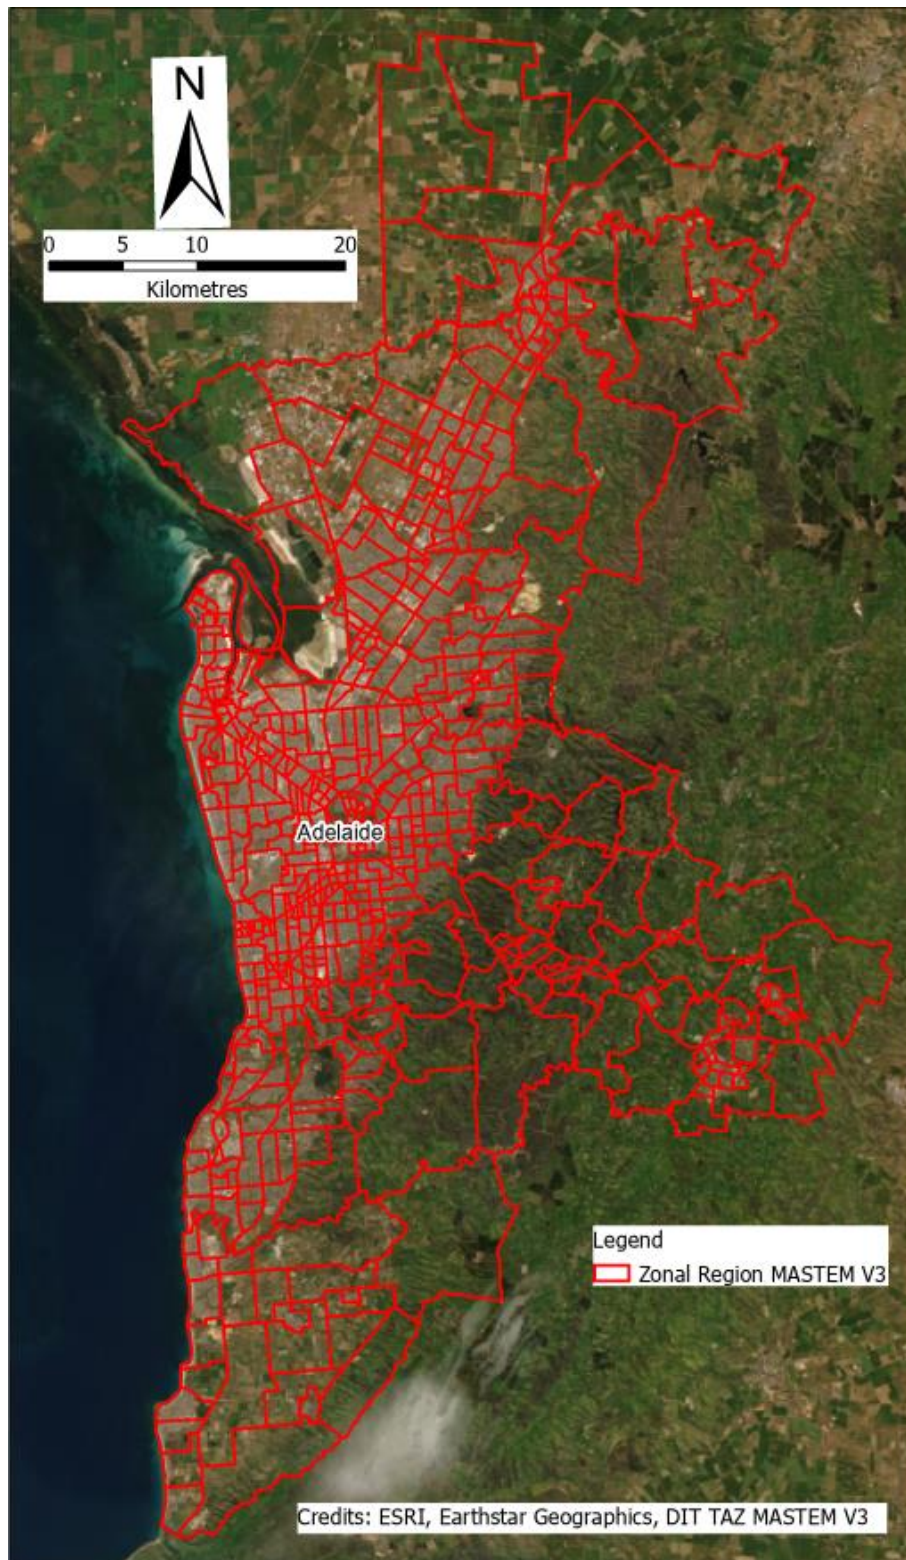 N
0 5 10 20
Kilometres
Adelaide
Legend
Zonal Region MASTEM V3
Credits: ESRI, Earthstar Geographics, DIT TAZ MASTEM V3